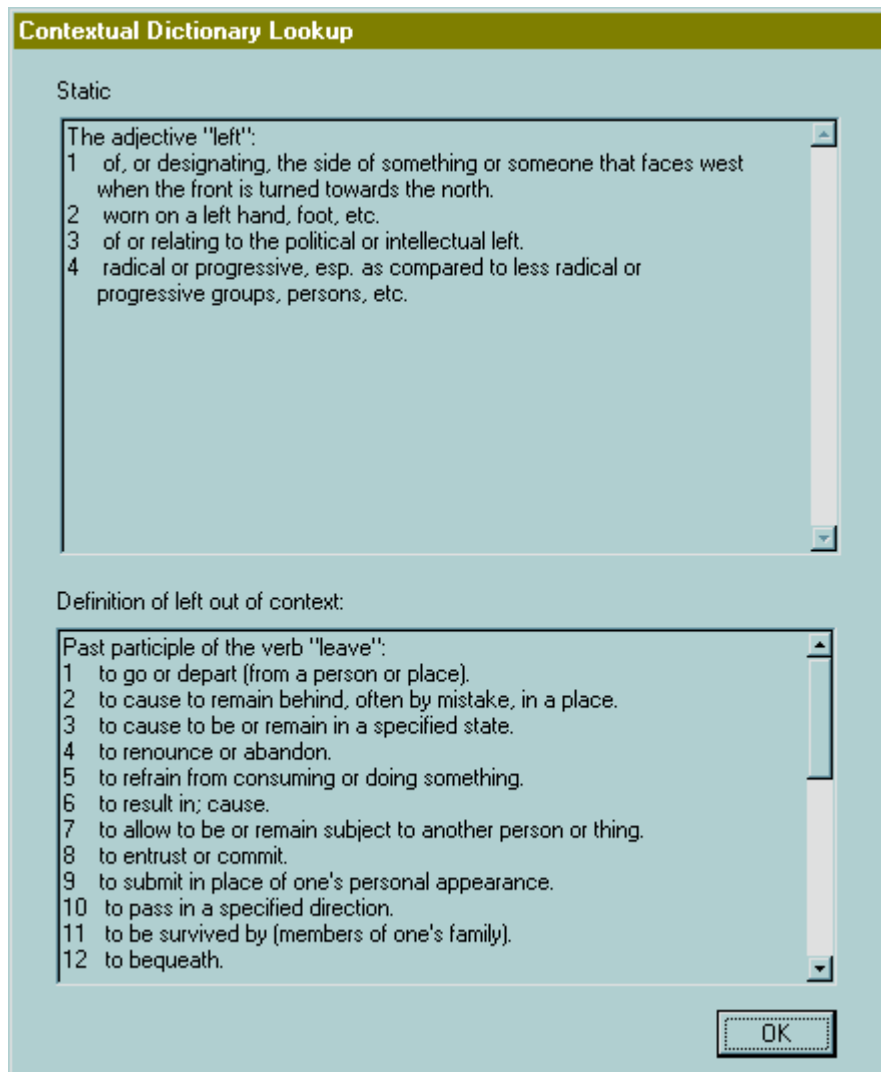 Contextual Dictionary Lookup
Static
The adjective "left":
1 of, or designating, the side of something or someone that faces west
when the front is turned towards the north.
2 worn on a left hand, foot, etc.
3 of or relating to the political or intellectual left.
4 radical or progressive, esp. as compared to less radical or
progressive groups, persons, etc.
Definition of left out of context:
Past participle of the verb "leave":
1 to go or depart (from a person or place).
2 to cause to remain behind, often by mistake, in a place.
3 to cause to be or remain in a specified state.
4 to renounce or abandon.
5 to refrain from consuming or doing something.
6 to result in; cause.
7 to allow to be or remain subject to another person or thing.
8 to entrust or commit.
9 to submit in place of one's personal appearance.
10 to pass in a specified direction.
11 to be survived by (members of one's family).
12 to bequeath.
OK